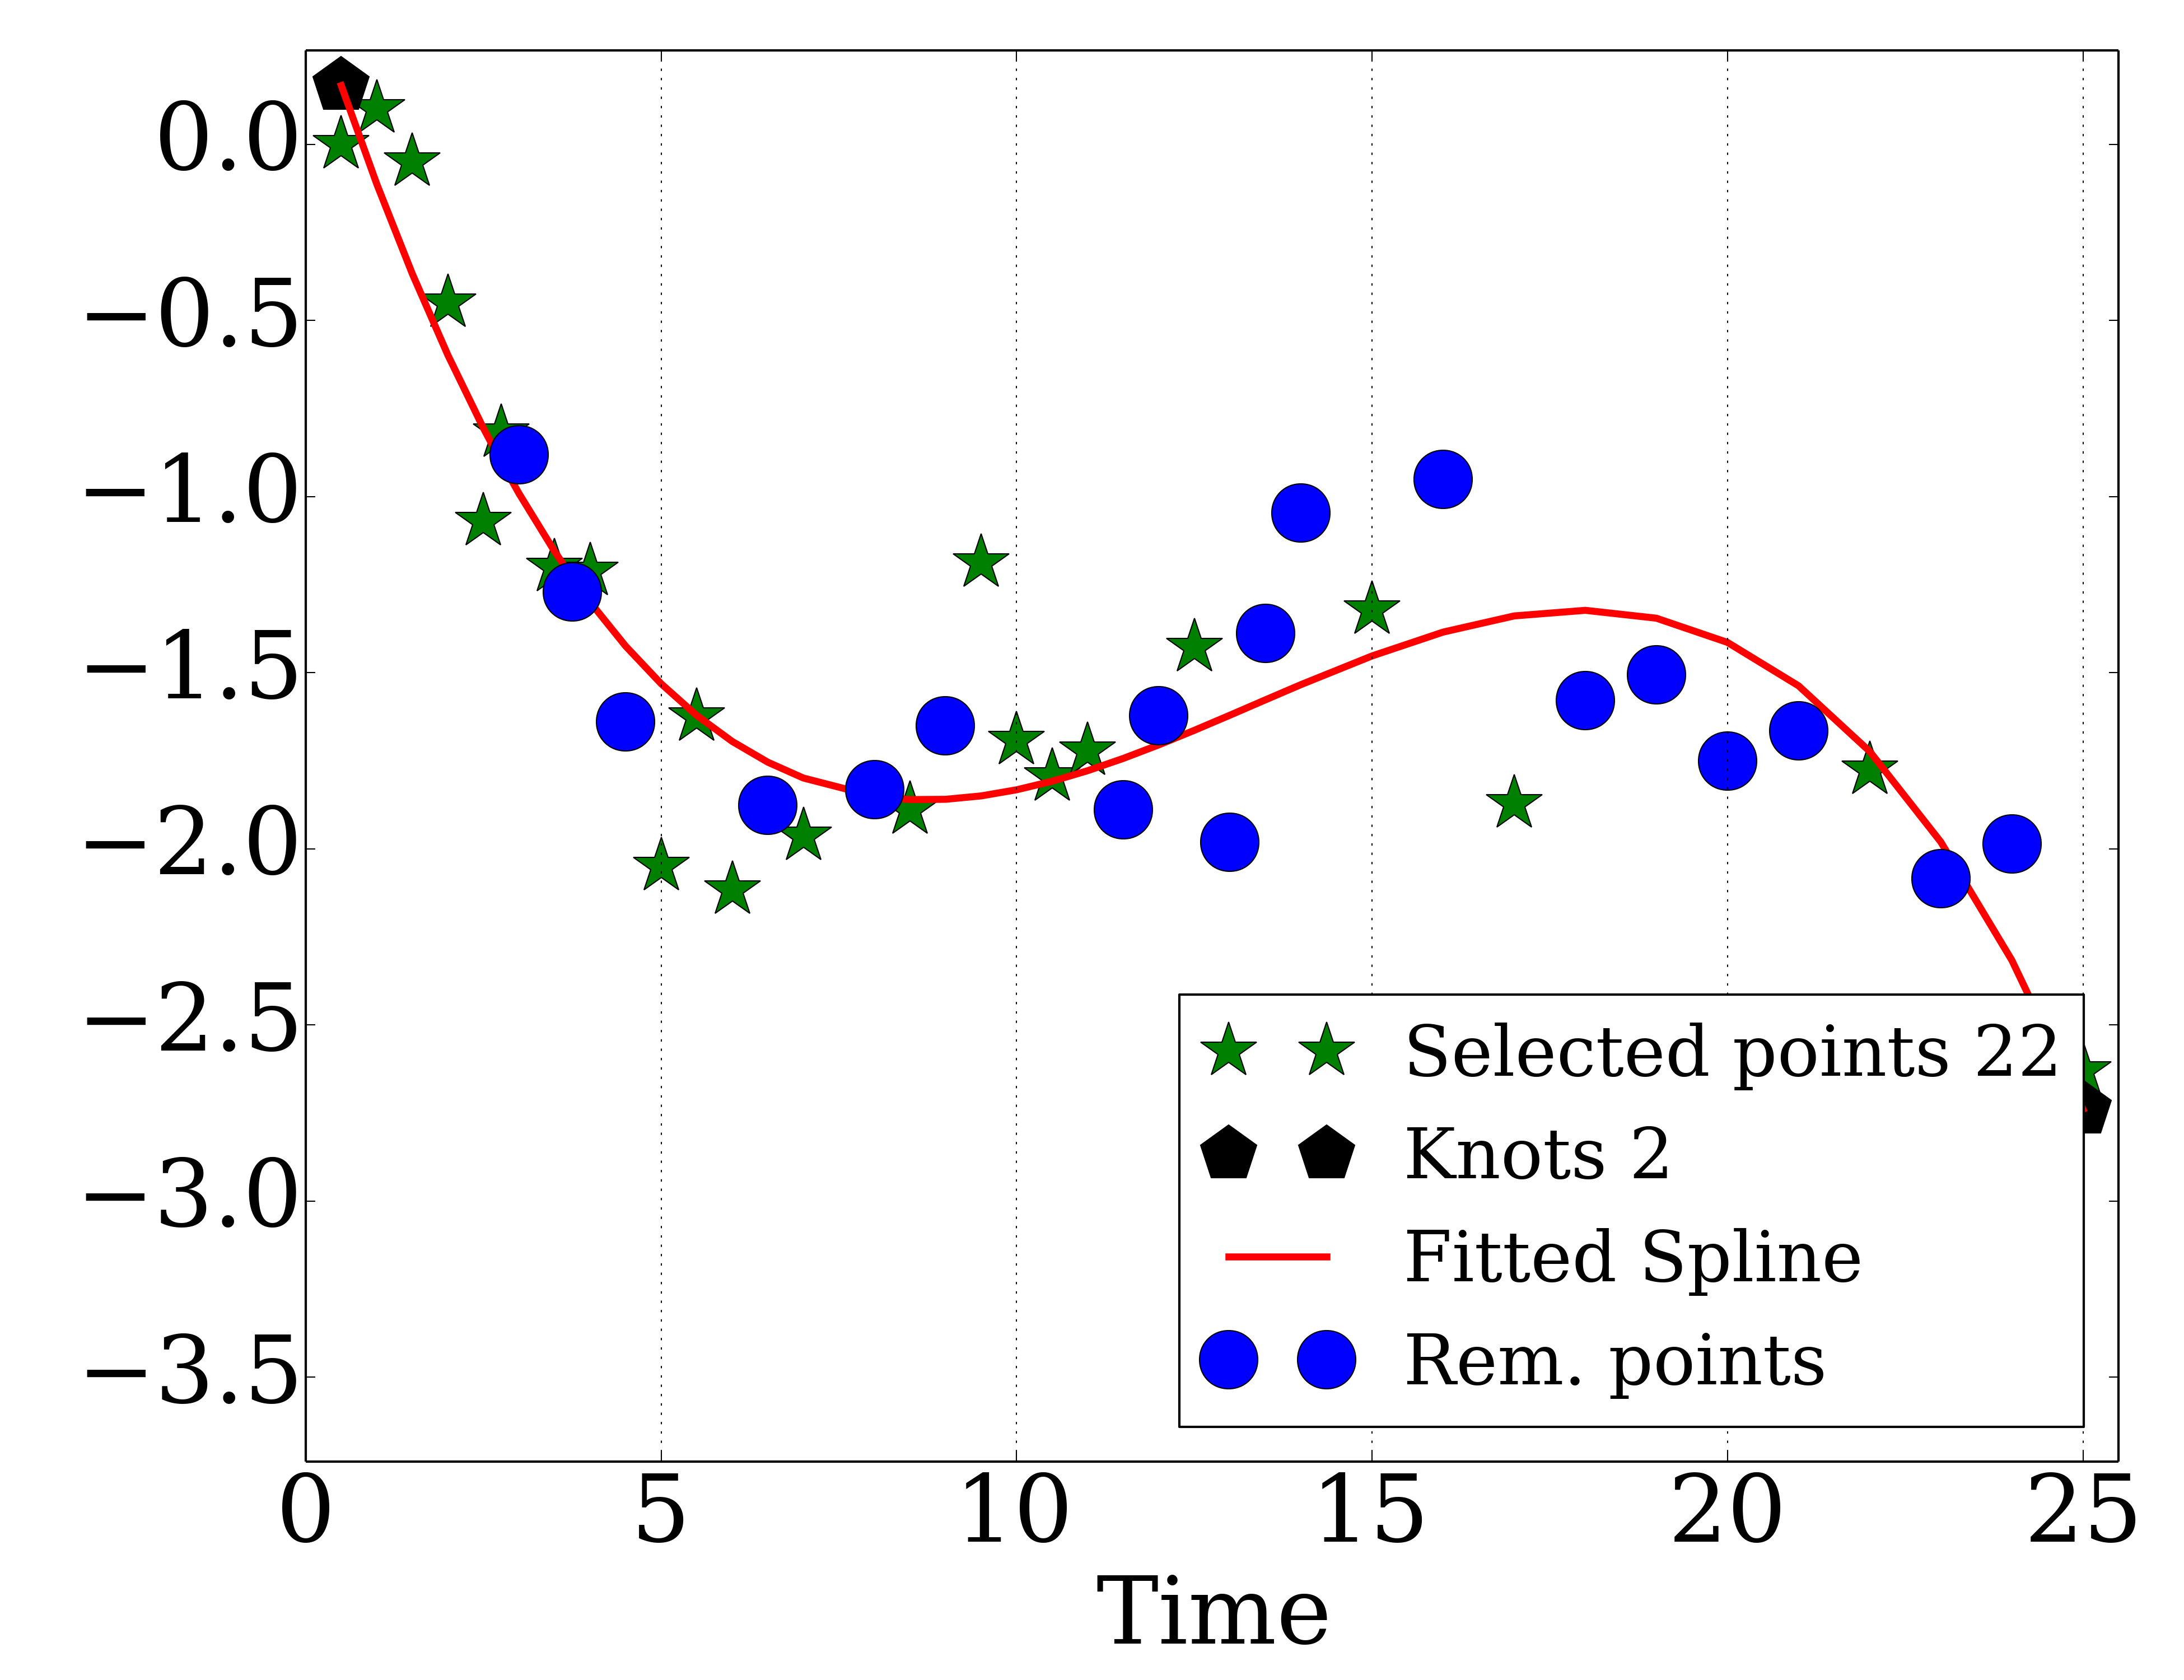 0.0
−0.5
−1.0
−1.5
−2.0
−2.5
−3.0
−3.5
Selected points 22
Knots 2
Fitted Spline
Rem. points
0 5 10 15 20 25
Time